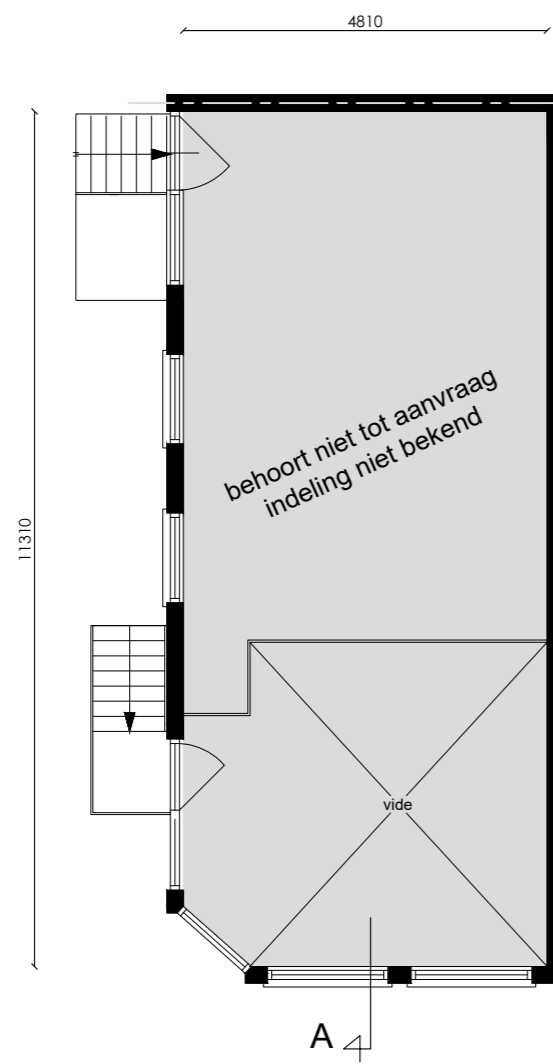 4810
behoort niet tot aanvraag
indeling niet bekend
11310
vide
A